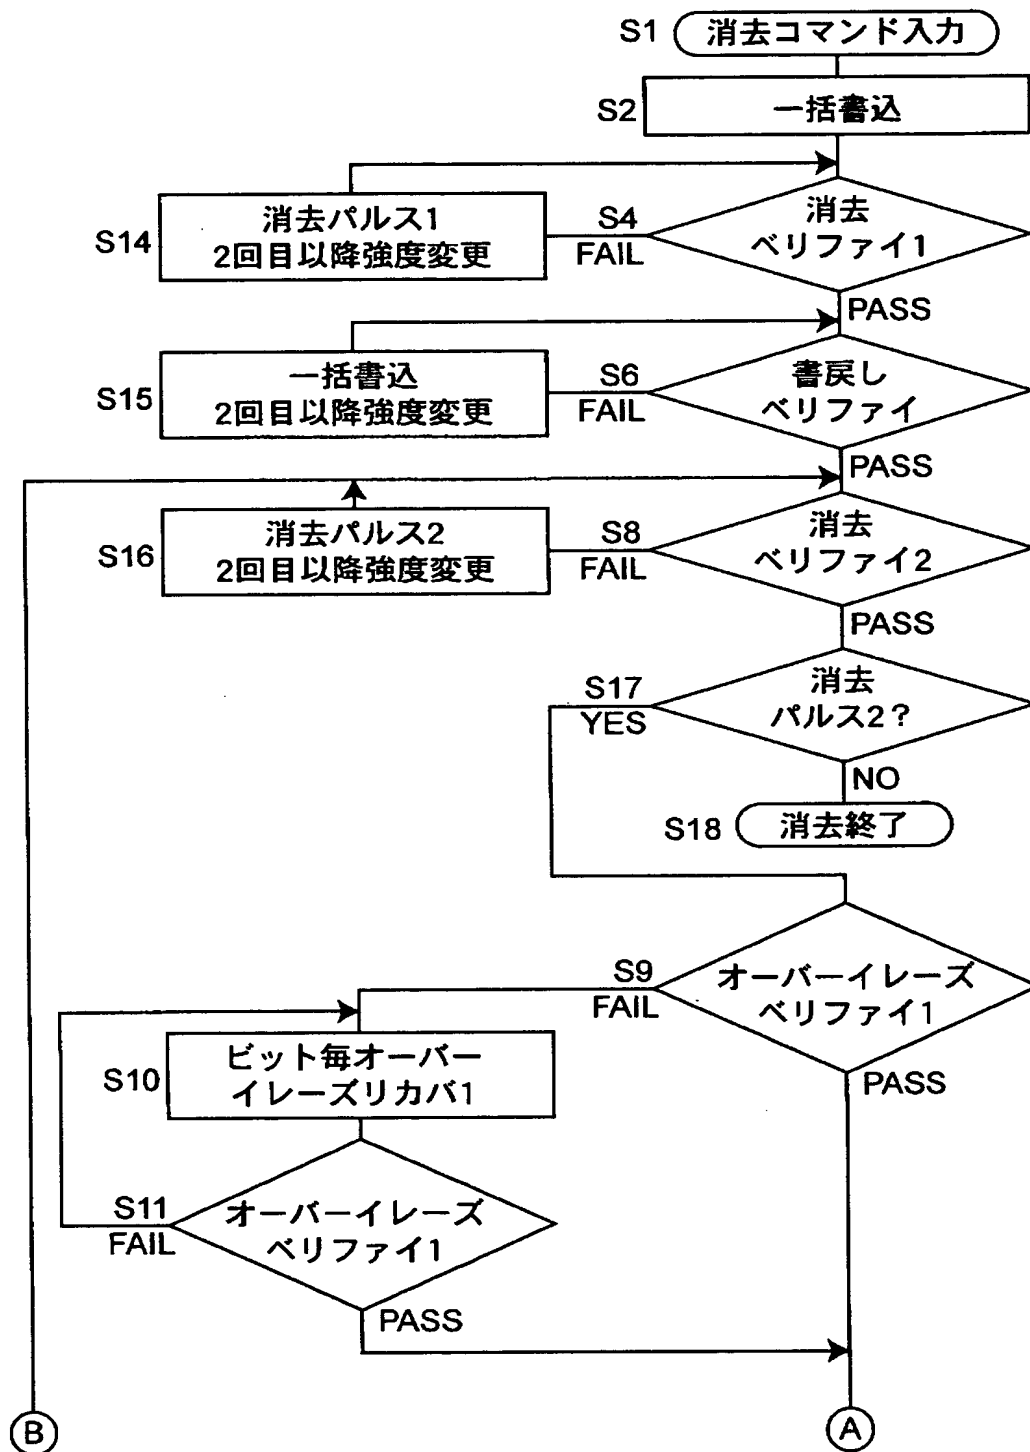 S1
消去コマンド入力
S2
一括書込
S14
消去パルス1
2回目以降強度変更
S4
FAIL
消去
ベリファイ1
PASS
S15
一括書込
2回目以降強度変更
S6
FAIL
書戻し
ベリファイ
PASS
S16
消去パルス2
2回目以降強度変更
S8
FAIL
消去
ベリファイ2
PASS
S17
YES
消去
パルス2？
NO
S18
消去終了
S9
FAIL
オーバーイレーズ
ベリファイ1
PASS
S10
ビット毎オーバー
イレーズリカバ1
S11
FAIL
オーバーイレーズ
ベリファイ1
PASS
B
A